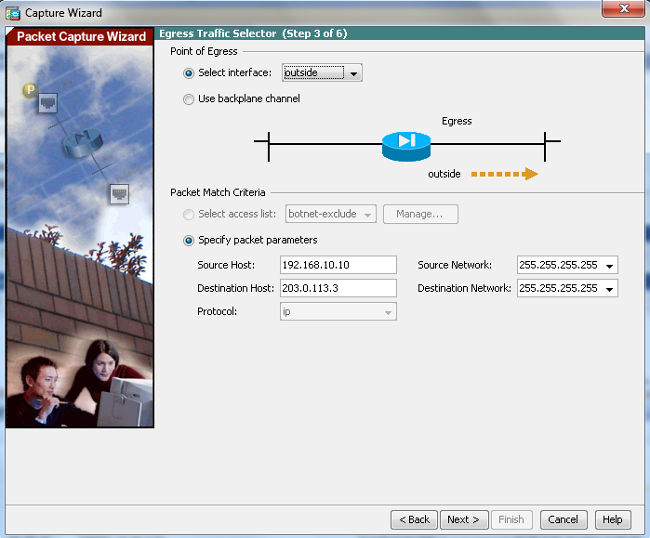 Capture Wizard
Packet Capture Wizard
Egress Traffic Selector (Step 3 of 6)
P
Point of Egress
Select interface: outside
Use backplane channel
Egress
outside
Packet Match Criteria
Select access list: botnet-exclude Manage...
Specify packet parameters
Source Host: 192.168.10.10 Source Network: 255.255.255.255
Destination Host: 203.0.113.3 Destination Network: 255.255.255.255
Protocol: ip
< Back Next > Finish Cancel Help